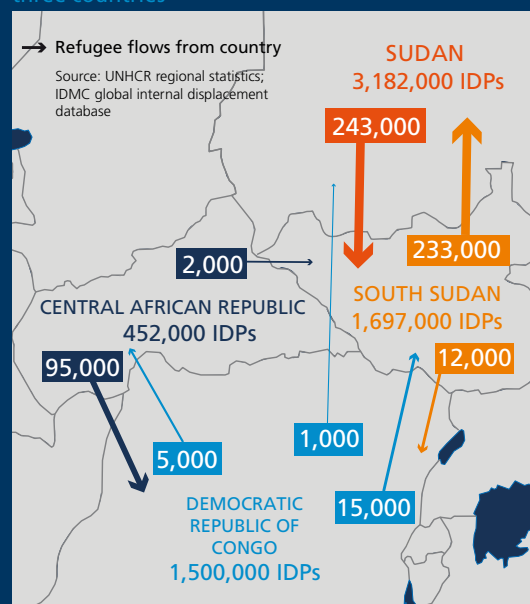 three countries
Refugee flows from country
Source: UNHCR regional statistics;
IDMC global internal displacement
database
SUDAN
3,182,000 IDPs
243,000
233,000
2,000
SOUTH SUDAN
1,697,000 IDPs
CENTRAL AFRICAN REPUBLIC
452,000 IDPs
12,000
95,000
1,000
5,000
15,000
DEMOCRATIC
REPUBLIC OF
CONGO
1,500,000 IDPs